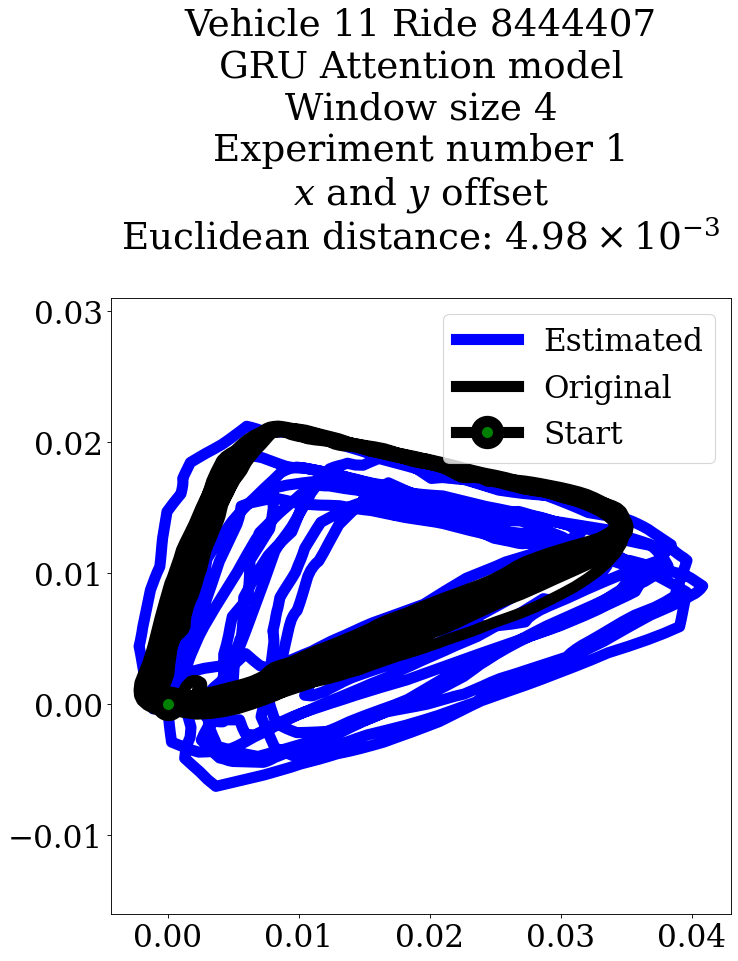 Vehicle 11 Ride 8444407
GRU Attention model
Window size 4
Experiment number 1
x and y offset
Euclidean distance: 4.98 × 10⁻³
Estimated
Original
Start
0.03
0.02
0.01
0.00
−0.01
0.00 0.01 0.02 0.03 0.04